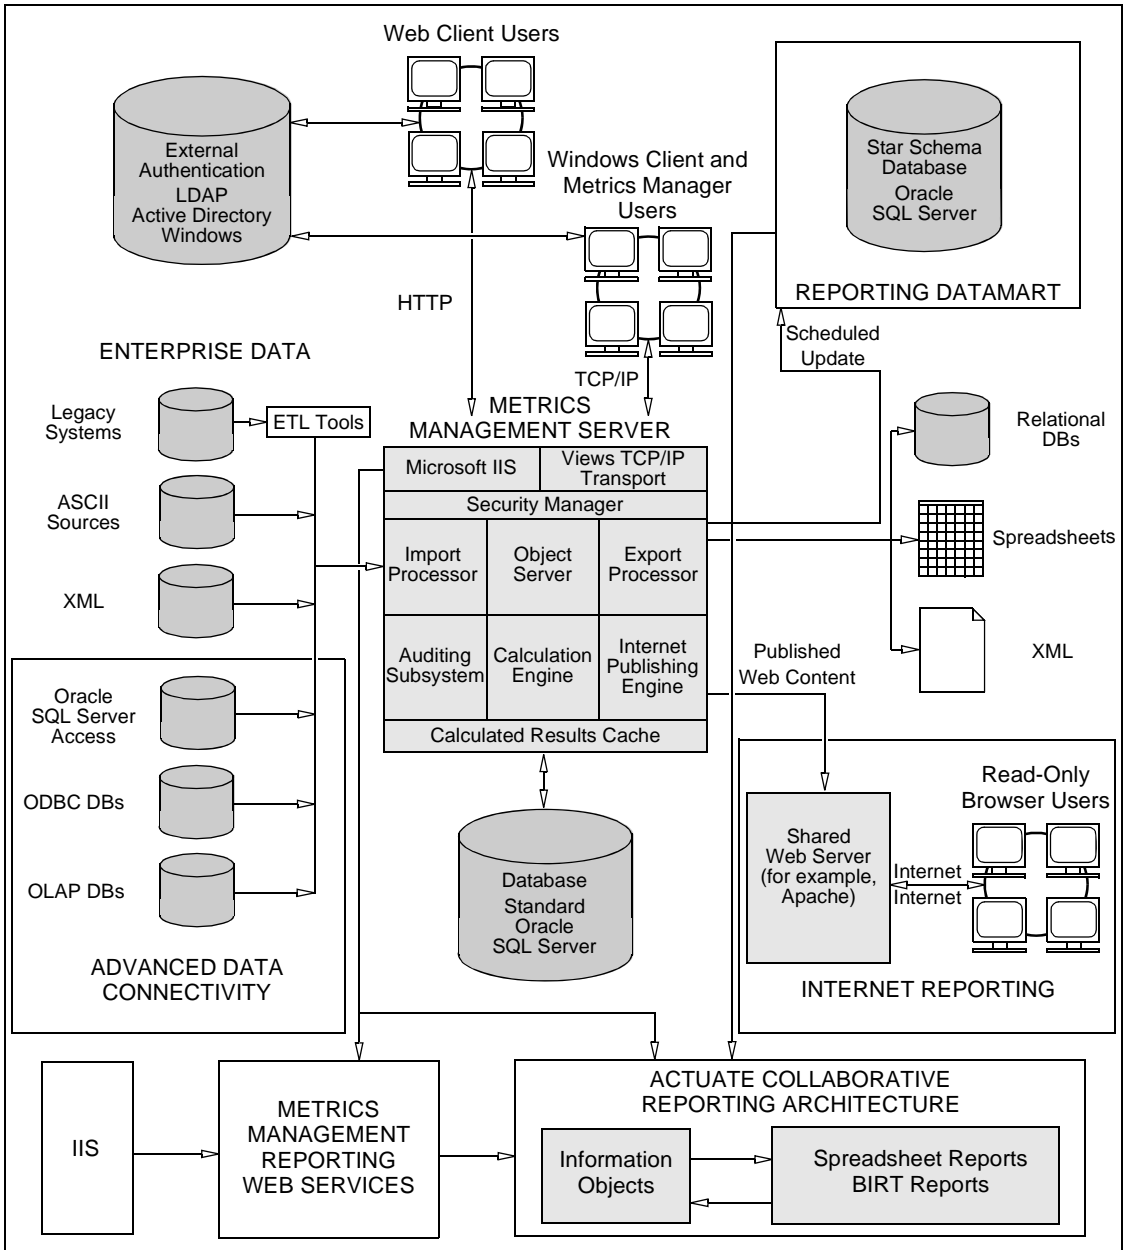 Web Client Users
External
Authentication
LDAP
Active Directory
Windows
Windows Client and
Metrics Manager
Users
Star Schema
Database
Oracle
SQL Server
REPORTING DATAMART
HTTP
TCP/IP
Scheduled
Update
ENTERPRISE DATA
Legacy
Systems
ETL Tools
ASCII
Sources
XML
METRICS
MANAGEMENT SERVER
Microsoft IIS
Views TCP/IP
Transport
Security Manager
Import
Processor
Object
Server
Export
Processor
Auditing
Subsystem
Calculation
Engine
Internet
Publishing
Engine
Calculated Results Cache
Relational
DBs
Spreadsheets
XML
Published
Web Content
Oracle
SQL Server
Access
ODBC DBs
OLAP DBs
ADVANCED DATA
CONNECTIVITY
Database
Standard
Oracle
SQL Server
Shared
Web Server
(for example,
Apache)
Internet
Internet
Read-Only
Browser Users
INTERNET REPORTING
IIS
METRICS
MANAGEMENT
REPORTING
WEB SERVICES
ACTUATE COLLABORATIVE
REPORTING ARCHITECTURE
Information
Objects
Spreadsheet Reports
BIRT Reports